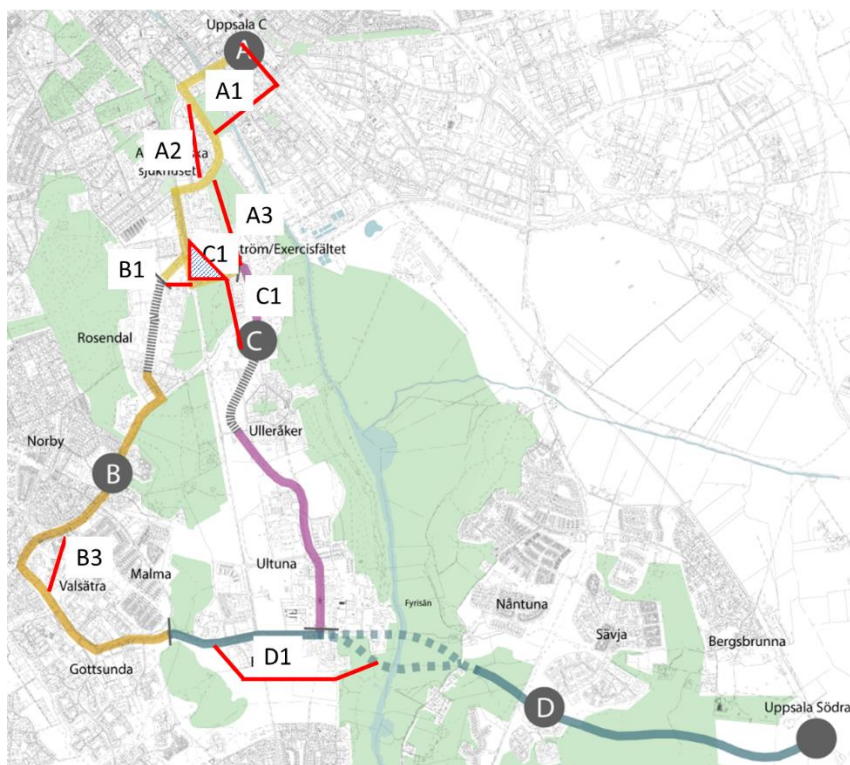 Uppsala C
A
A1
A2
sjukhuset
A3
C1
ström/Exercisfältet
B1
C1
Rosendal
C
Ulleråker
Norby
B
B3
Valsätra
Malma
Ultuna
Fyrisån
Nåntuna
Sävja
Bergsbrunna
Gottsunda
D1
D
Uppsala Södra